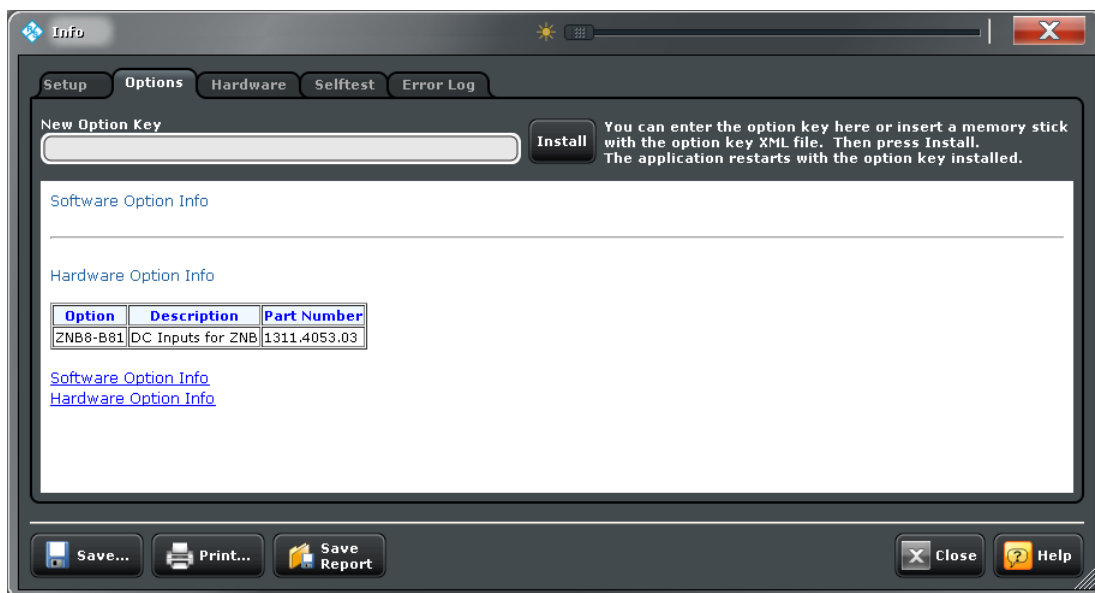 Info
Setup Options Hardware Selftest Error Log
New Option Key
Install
You can enter the option key here or insert a memory stick
with the option key XML file. Then press Install.
The application restarts with the option key installed.
Software Option Info
Hardware Option Info
Option Description Part Number
ZNB8-B81 DC Inputs for ZNB 1311.4053.03
Software Option Info
Hardware Option Info
Save...
Print...
Save
Report
Close
Help